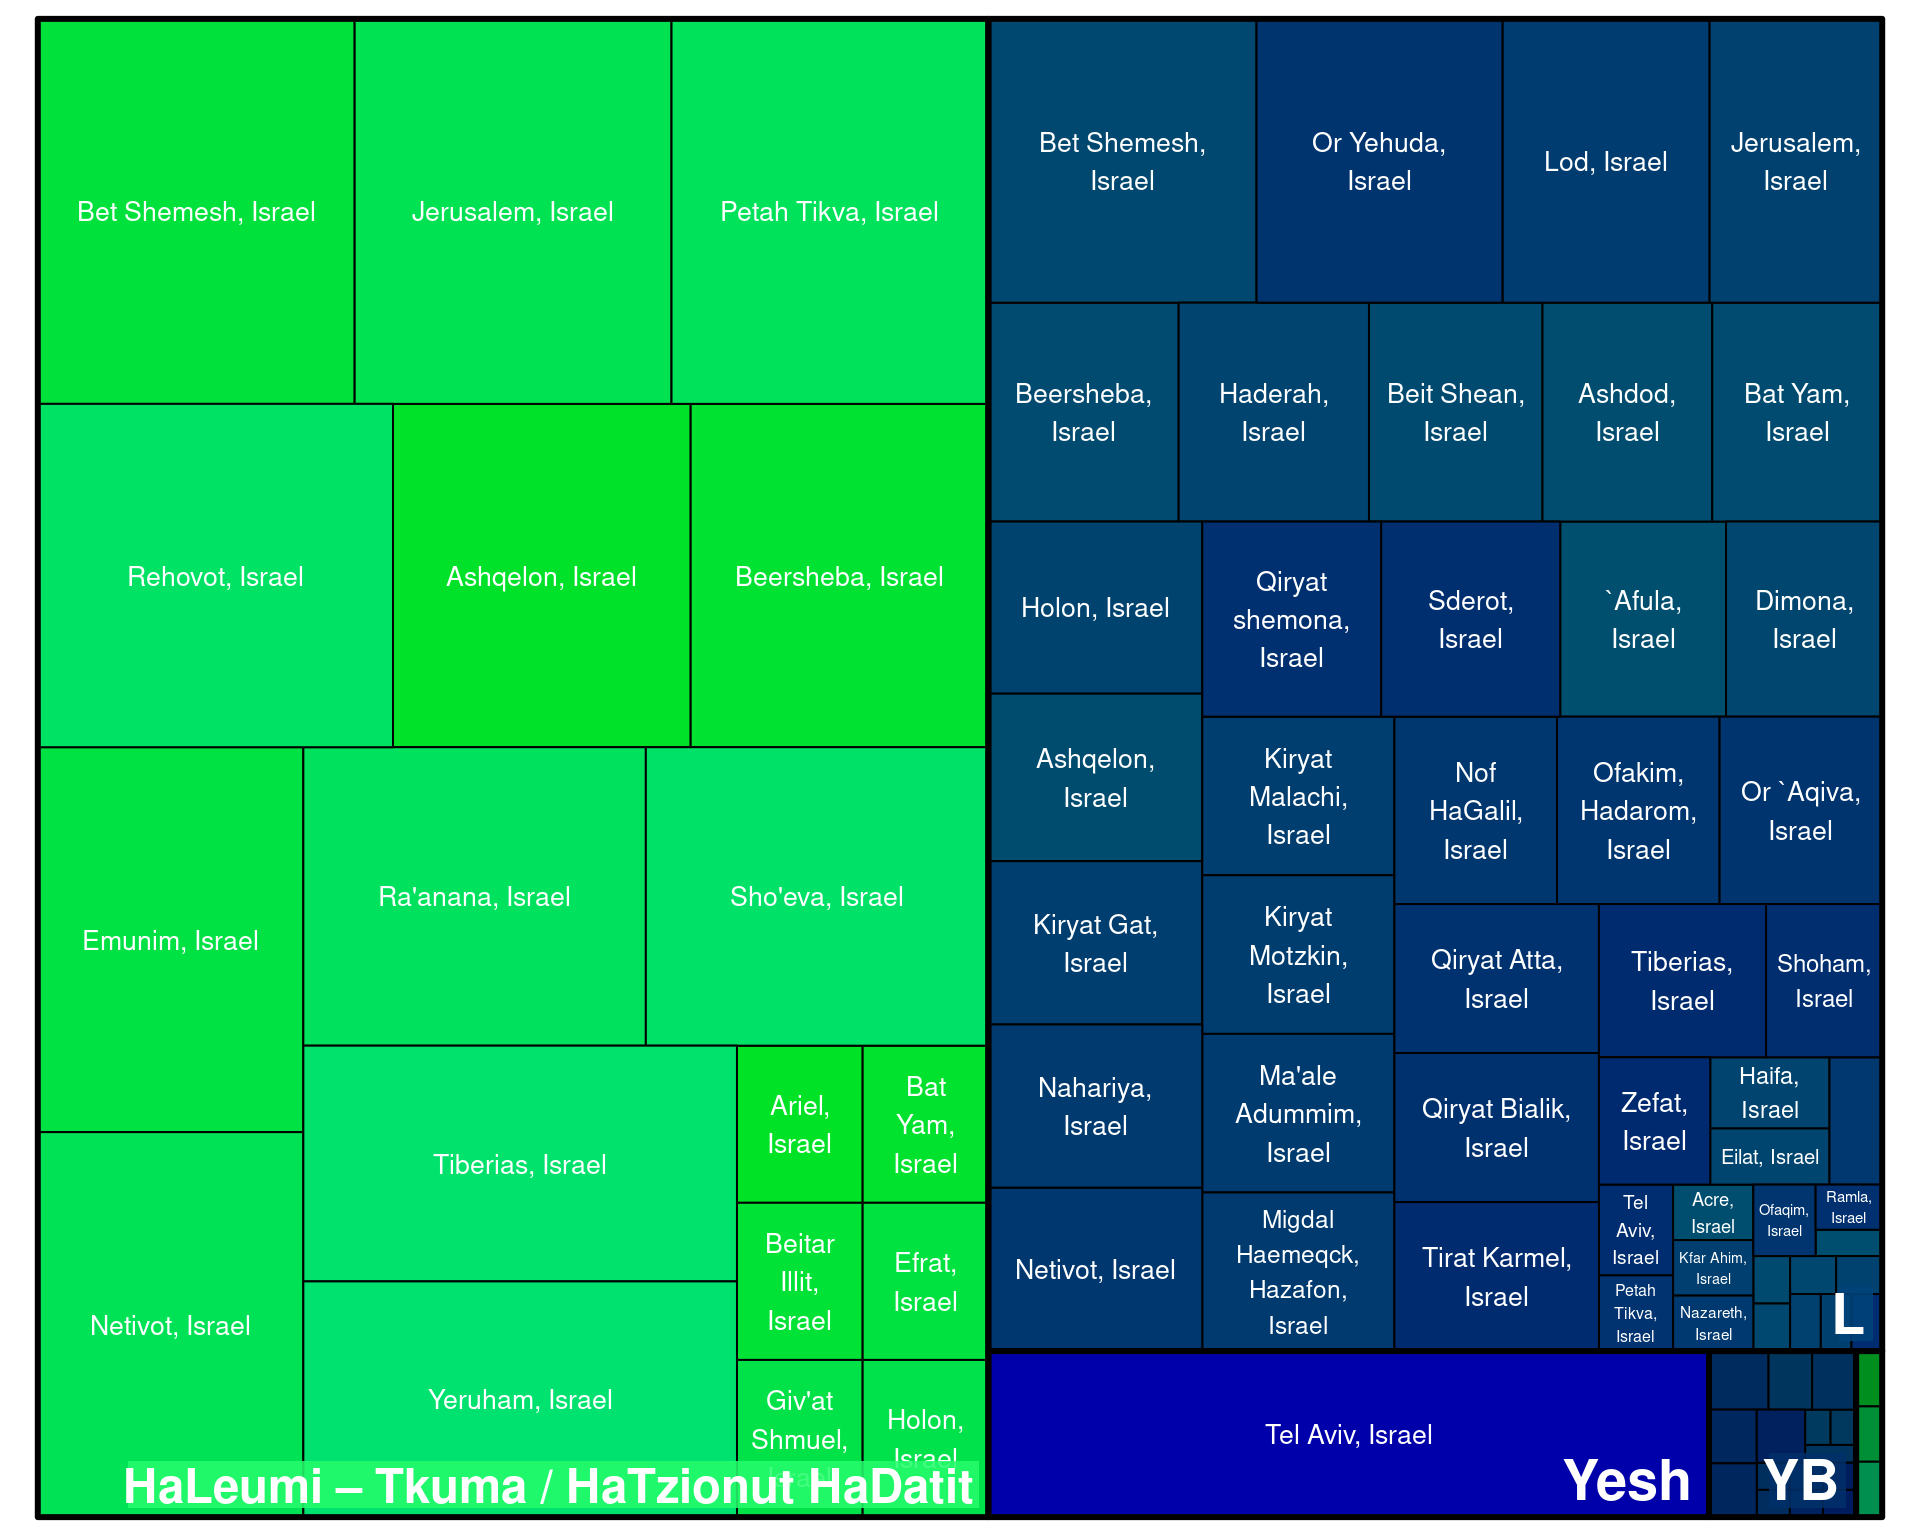 Bet Shemesh, Israel
Jerusalem, Israel
Petah Tikva, Israel
Rehovot, Israel
Ashqelon, Israel
Beersheba, Israel
Emunim, Israel
Ra'anana, Israel
Sho'eva, Israel
Netivot, Israel
Tiberias, Israel
Yeruham, Israel
Ariel,
Israel
Bat
Yam,
Israel
Beitar
Illit,
Israel
Efrat,
Israel
Giv'at
Shmuel,
Israel
Holon,
Israel
HaLeumi – Tkuma / HaTzionut HaDatit
Bet Shemesh,
Israel
Or Yehuda,
Israel
Lod, Israel
Jerusalem,
Israel
Beersheba,
Israel
Haderah,
Israel
Beit Shean,
Israel
Ashdod,
Israel
Bat Yam,
Israel
Holon, Israel
Qiryat
shemona,
Israel
Sderot,
Israel
`Afula,
Israel
Dimona,
Israel
Ashqelon,
Israel
Kiryat
Malachi,
Israel
Nof
HaGalil,
Israel
Ofakim,
Hadarom,
Israel
Or `Aqiva,
Israel
Kiryat Gat,
Israel
Kiryat
Motzkin,
Israel
Qiryat Atta,
Israel
Tiberias,
Israel
Shoham,
Israel
Nahariya,
Israel
Ma'ale
Adummim,
Israel
Qiryat Bialik,
Israel
Zefat,
Israel
Haifa,
Israel
Eilat, Israel
Netivot, Israel
Migdal
Haemeqck,
Hazafon,
Israel
Tirat Karmel,
Israel
Tel
Aviv,
Israel
Acre,
Israel
Ofaqim,
Israel
Ramla,
Israel
Kfar Ahim,
Israel
Petah
Tikva,
Israel
Nazareth,
Israel
L
Tel Aviv, Israel
Yesh
YB